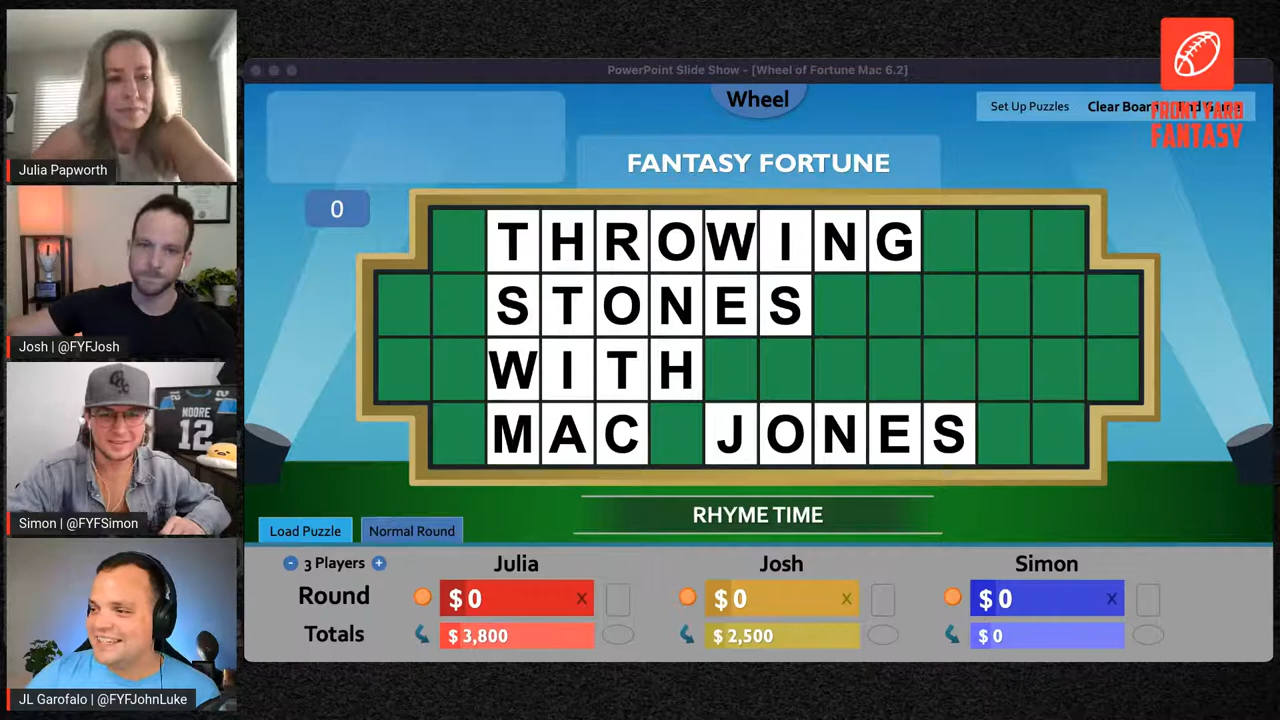 PowerPoint Slide Show - [Wheel of Fortune Mac 6.2]
Wheel
Set Up Puzzles
FRONT YARD
FANTASY
FANTASY FORTUNE
0
THROWING
STONES
WITH
MAC JONES
RHYME TIME
Load Puzzle
Normal Round
- 3 Players +
Julia
Josh
Simon
Round
$ 0 x
$ 0 x
$ 0 x
Totals
$ 3,800
$ 2,500
$ 0
Julia Papworth
Josh | @FYFJosh
MOORE
12
Simon | @FYFSimon
JL Garofalo | @FYFJohnLuke